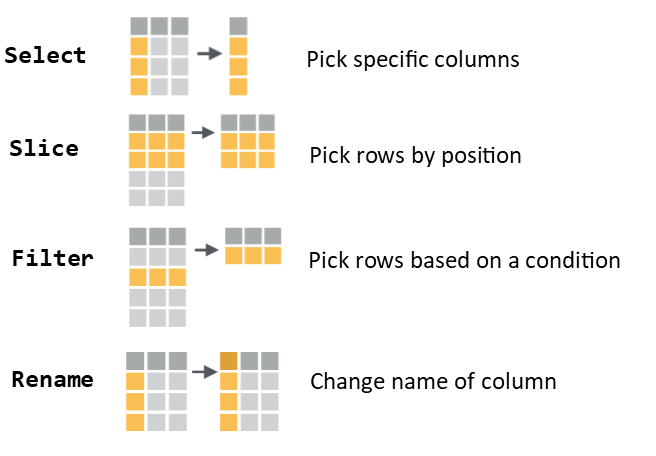 Select
Pick specific columns
Slice
Pick rows by position
Filter
Pick rows based on a condition
Rename
Change name of column